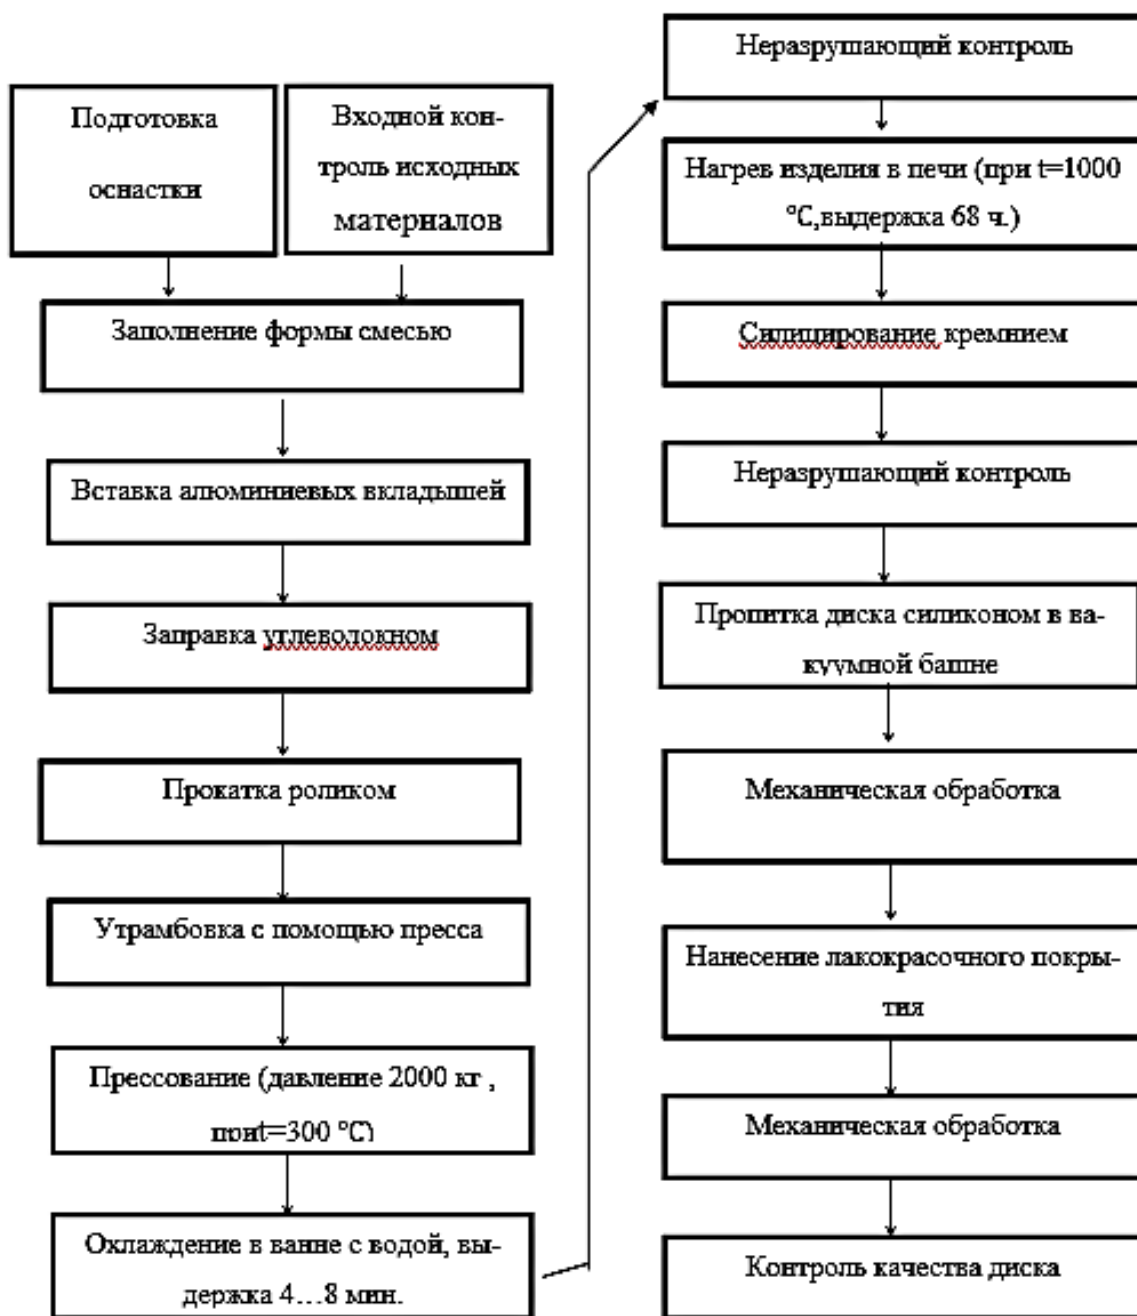 Подготовка
оснастки
Входной кон-
троль исходных
материалов
Заполнение формы смесью
Вставка алюминиевых вкладышей
Заправка углеволокном
Прокатка роликом
Утрамбовка с помощью пресса
Прессование (давление 2000 кг ,
приt=300 °С)
Охлаждение в ванне с водой, вы-
держка 4…8 мин.
Неразрушающий контроль
Нагрев изделия в печи (при t=1000
°С,выдержка 68 ч.)
Силицирование кремнием
Неразрушающий контроль
Пропитка диска силиконом в ва-
куумной башне
Механическая обработка
Нанесение лакокрасочного покры-
тия
Механическая обработка
Контроль качества диска